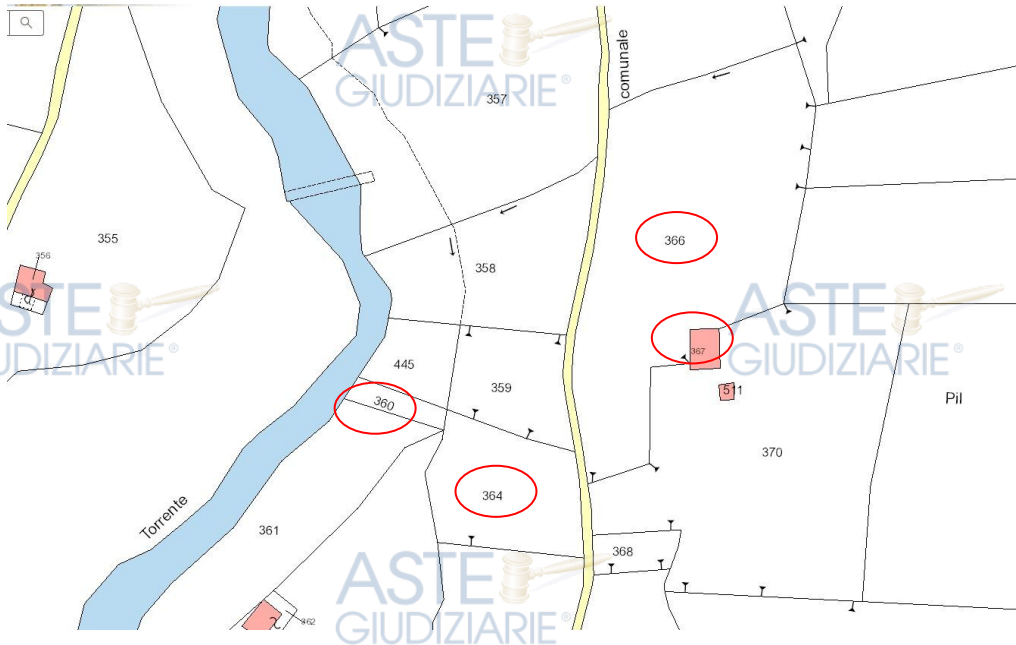 ASTE
GIUDIZIARIE®
comunale
357
355
356
366
358
ASTE
GIUDIZIARIE®
ASTE
GIUDIZIARIE®
367
445
359
511
360
Pil
370
364
Torrente
361
368
ASTE
GIUDIZIARIE®
362